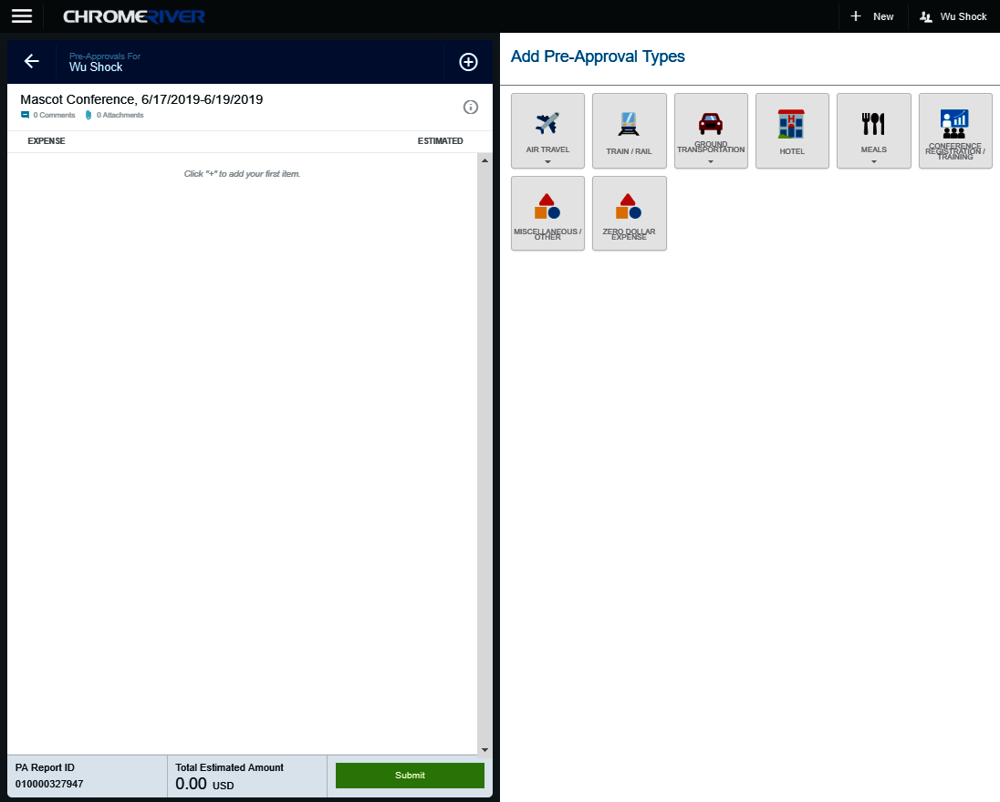 CHROMERIVER
New
Wu Shock
Pre-Approvals For
Wu Shock
Mascot Conference, 6/17/2019-6/19/2019
0 Comments
0 Attachments
EXPENSE
ESTIMATED
Click "+" to add your first item.
PA Report ID
010000327947
Total Estimated Amount
0.00 USD
Submit
Add Pre-Approval Types
AIR TRAVEL
TRAIN / RAIL
GROUND
TRANSPORTATION
H
HOTEL
MEALS
CONFERENCE
REGISTRATION /
TRAINING
MISCELLANEOUS /
OTHER
ZERO DOLLAR
EXPENSE